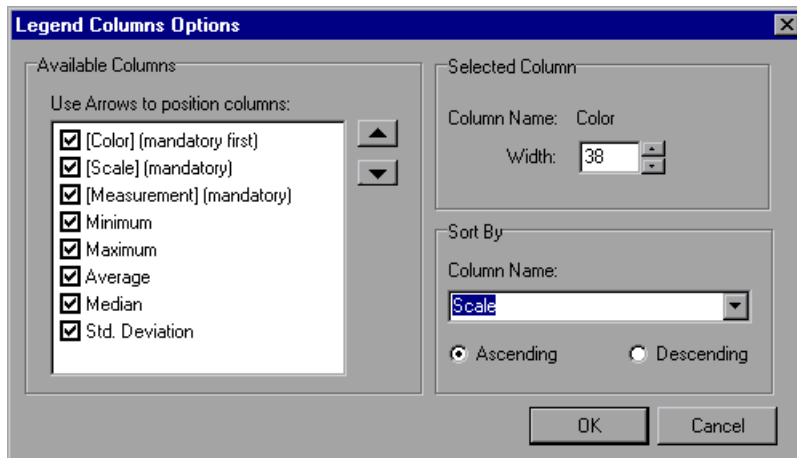 Legend Columns Options
Available Columns
Use Arrows to position columns:
[Color] (mandatory first)
[Scale] (mandatory)
[Measurement] (mandatory)
Minimum
Maximum
Average
Median
Std. Deviation
Selected Column
Column Name: Color
Width: 38
Sort By
Column Name:
Scale
Ascending Descending
OK Cancel